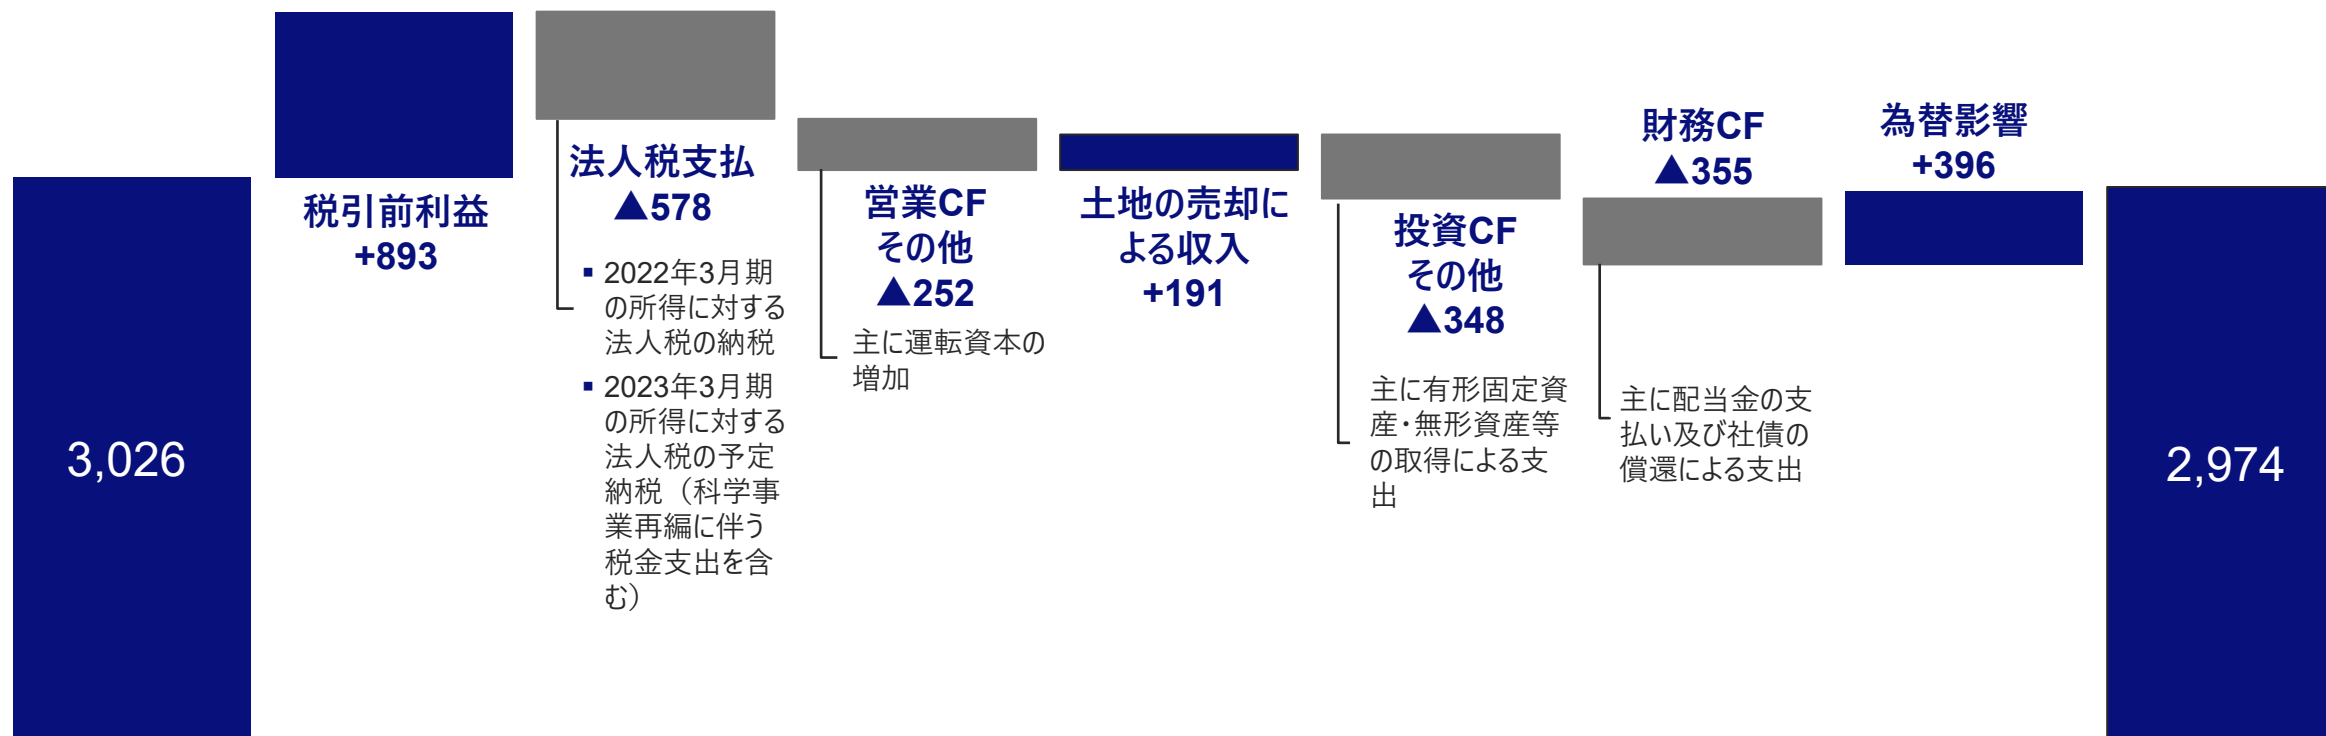 3,026
税引前利益
+893
法人税支払
▲578
▪ 2022年3月期
の所得に対する
法人税の納税
▪ 2023年3月期
の所得に対する
法人税の予定
納税（科学事
業再編に伴う
税金支出を含
む）
営業CF
その他
▲252
主に運転資本の
増加
土地の売却に
よる収入
+191
投資CF
その他
▲348
主に有形固定資
産・無形資産等
の取得による支
出
財務CF
▲355
主に配当金の支
払い及び社債の
償還による支出
為替影響
+396
2,974